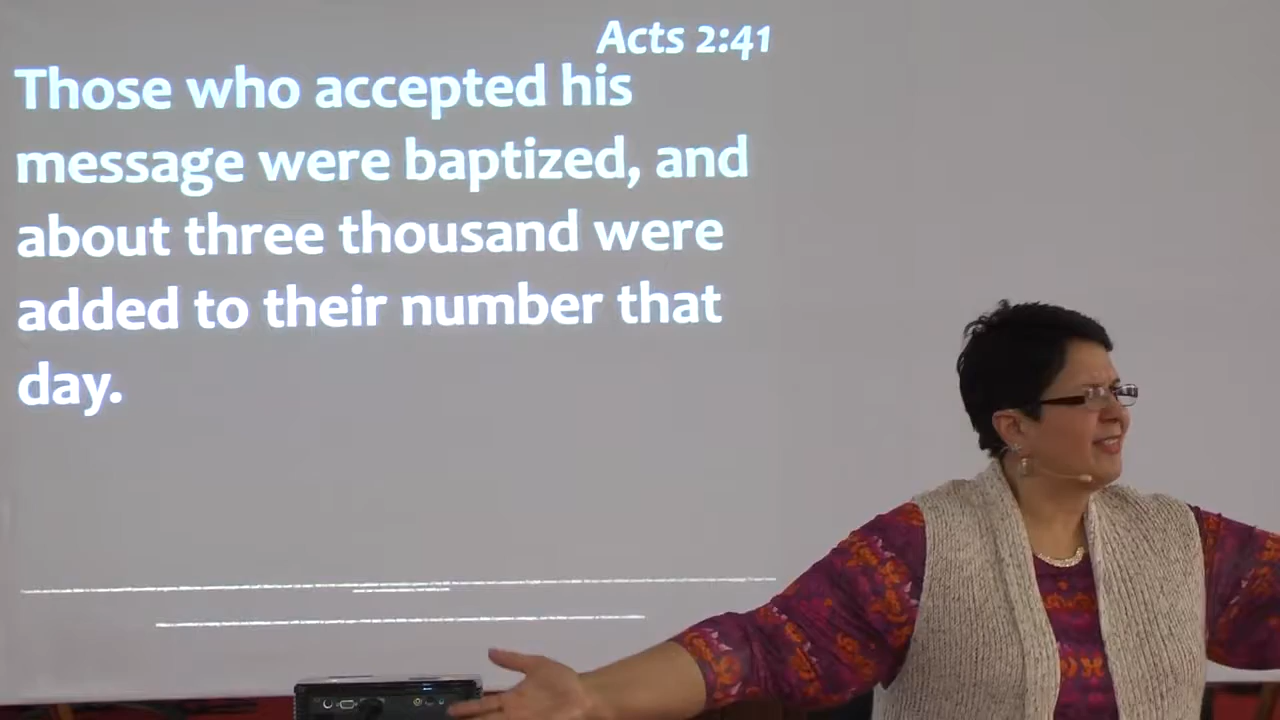 Acts 2:41
Those who accepted his
message were baptized, and
about three thousand were
added to their number that
day.